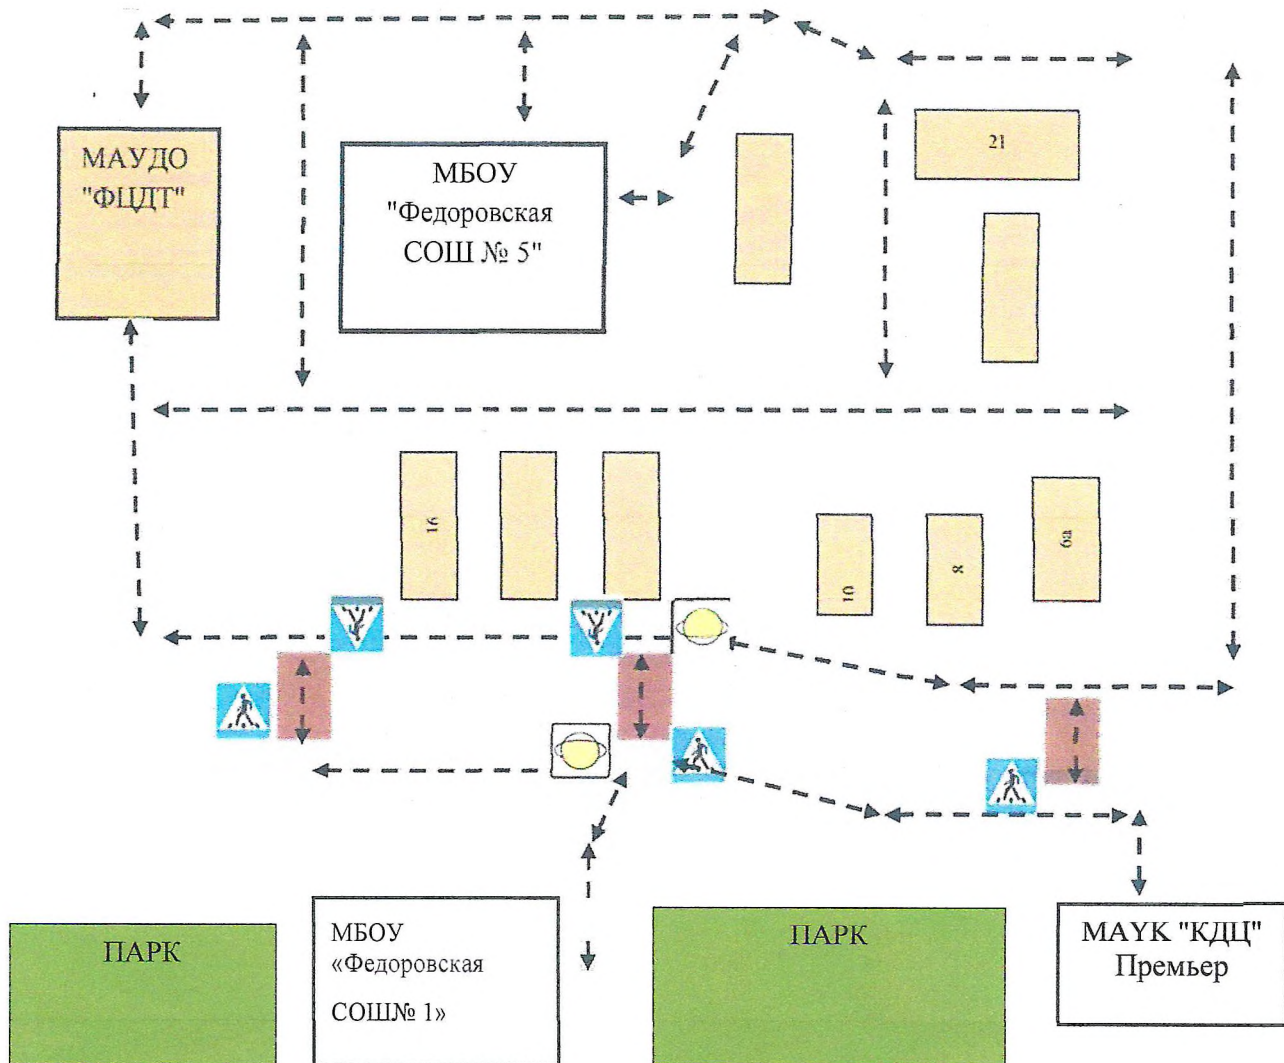 МАУДО
"ФЦДТ"
МБОУ
"Федоровская
СОШ № 5"
21
16
10
8
6а
ПАРК
МБОУ
«Федоровская
СОШ№ 1»
ПАРК
МАУК "КДЦ"
Премьер